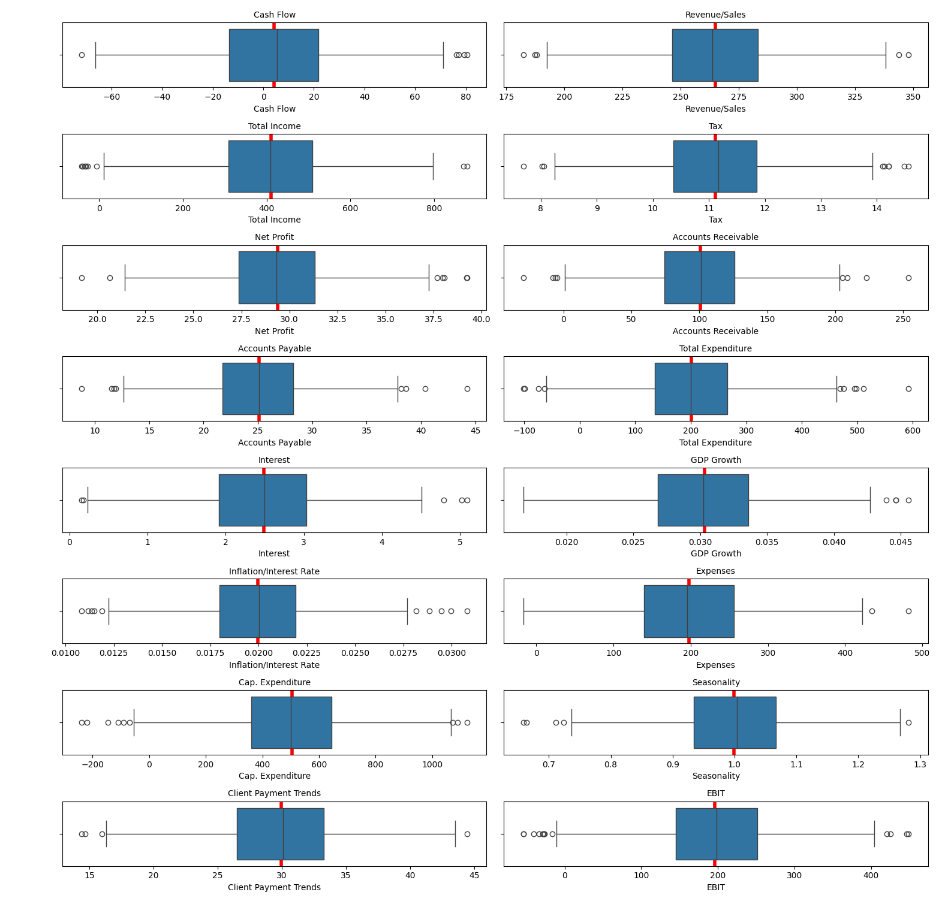 Cash Flow
−60 −40 −20 0 20 40 60 80
Cash Flow
Revenue/Sales
175 200 225 250 275 300 325 350
Revenue/Sales
Total Income
0 200 400 600 800
Total Income
Tax
8 9 10 11 12 13 14
Tax
Net Profit
20.0 22.5 25.0 27.5 30.0 32.5 35.0 37.5 40.0
Net Profit
Accounts Receivable
0 50 100 150 200 250
Accounts Receivable
Accounts Payable
10 15 20 25 30 35 40 45
Accounts Payable
Total Expenditure
−100 0 100 200 300 400 500 600
Total Expenditure
Interest
0 1 2 3 4 5
Interest
GDP Growth
0.020 0.025 0.030 0.035 0.040 0.045
GDP Growth
Inflation/Interest Rate
0.0100 0.0125 0.0150 0.0175 0.0200 0.0225 0.0250 0.0275 0.0300
Inflation/Interest Rate
Expenses
0 100 200 300 400 500
Expenses
Cap. Expenditure
−200 0 200 400 600 800 1000
Cap. Expenditure
Seasonality
0.7 0.8 0.9 1.0 1.1 1.2 1.3
Seasonality
Client Payment Trends
15 20 25 30 35 40 45
Client Payment Trends
EBIT
0 100 200 300 400
EBIT